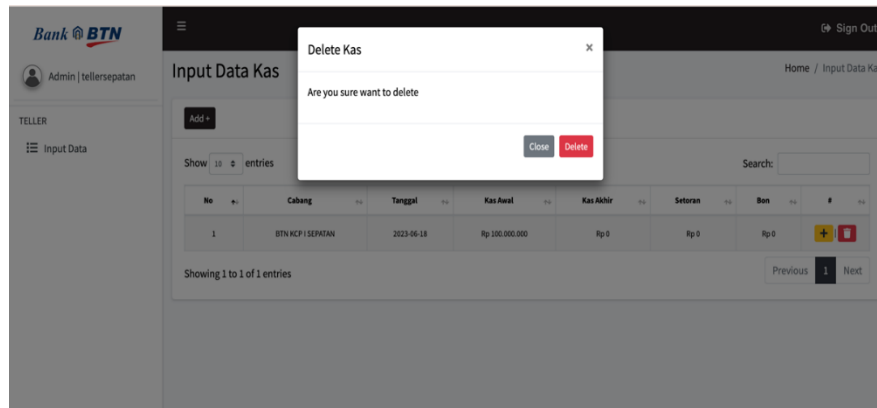 Bank BTN
Sign Out
Admin | tellersepatan
TELLER
Input Data
Input Data Kas
Home / Input Data Ka
Delete Kas ×
Are you sure want to delete
Close Delete
Add +
Show 10 entries
Search:
No Cabang Tanggal Kas Awal Kas Akhir Setoran Bon #
1 BTN KCP I SEPATAN 2023-06-18 Rp 100.000.000 Rp 0 Rp 0 Rp 0 + |
Showing 1 to 1 of 1 entries
Previous 1 Next